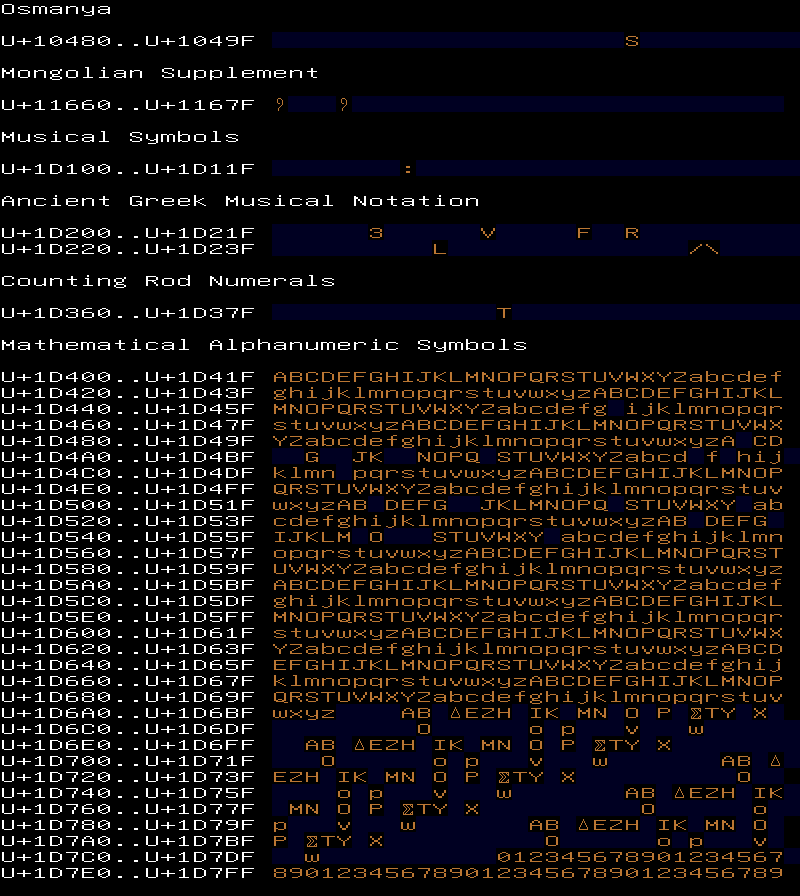 Osmanya
U+10480..U+1049F S
Mongolian Supplement
U+11660..U+1167F ? ?
Musical Symbols
U+1D100..U+1D11F :
Ancient Greek Musical Notation
U+1D200..U+1D21F 3 V F R
U+1D220..U+1D23F L /\
Counting Rod Numerals
U+1D360..U+1D37F T
Mathematical Alphanumeric Symbols
U+1D400..U+1D41F ABCDEFGHIJKLMNOPQRSTUVWXYZabcdef
U+1D420..U+1D43F ghijklmnopqrstuvwxyzABCDEFGHIJKL
U+1D440..U+1D45F MNOPQRSTUVWXYZabcdefg ijklmnopqr
U+1D460..U+1D47F stuvwxyzABCDEFGHIJKLMNOPQRSTUVWX
U+1D480..U+1D49F YZabcdefghijklmnopqrstuvwxyzA CD
U+1D4A0..U+1D4BF G JK NOPQ STUVWXYZabcd f hij
U+1D4C0..U+1D4DF klmn pqrstuvwxyzABCDEFGHIJKLMNOP
U+1D4E0..U+1D4FF QRSTUVWXYZabcdefghijklmnopqrstuv
U+1D500..U+1D51F wxyzAB DEFG JKLMNOPQ STUVWXY ab
U+1D520..U+1D53F cdefghijklmnopqrstuvwxyzAB DEFG
U+1D540..U+1D55F IJKLM O STUVWXY abcdefghijklmn
U+1D560..U+1D57F opqrstuvwxyzABCDEFGHIJKLMNOPQRST
U+1D580..U+1D59F UVWXYZabcdefghijklmnopqrstuvwxyz
U+1D5A0..U+1D5BF ABCDEFGHIJKLMNOPQRSTUVWXYZabcdef
U+1D5C0..U+1D5DF ghijklmnopqrstuvwxyzABCDEFGHIJKL
U+1D5E0..U+1D5FF MNOPQRSTUVWXYZabcdefghijklmnopqr
U+1D600..U+1D61F stuvwxyzABCDEFGHIJKLMNOPQRSTUVWX
U+1D620..U+1D63F YZabcdefghijklmnopqrstuvwxyzABCD
U+1D640..U+1D65F EFGHIJKLMNOPQRSTUVWXYZabcdefghij
U+1D660..U+1D67F klmnopqrstuvwxyzABCDEFGHIJKLMNOP
U+1D680..U+1D69F QRSTUVWXYZabcdefghijklmnopqrstuv
U+1D6A0..U+1D6BF wxyz AB ΔEZH IK MN O P ΣTY X
U+1D6C0..U+1D6DF O o p v w
U+1D6E0..U+1D6FF AB ΔEZH IK MN O P ΣTY X
U+1D700..U+1D71F O o p v w AB Δ
U+1D720..U+1D73F EZH IK MN O P ΣTY X O
U+1D740..U+1D75F o p v w AB ΔEZH IK
U+1D760..U+1D77F MN O P ΣTY X O o
U+1D780..U+1D79F p v w AB ΔEZH IK MN O
U+1D7A0..U+1D7BF P ΣTY X O o p v
U+1D7C0..U+1D7DF w 012345678901234567
U+1D7E0..U+1D7FF 89012345678901234567890123456789